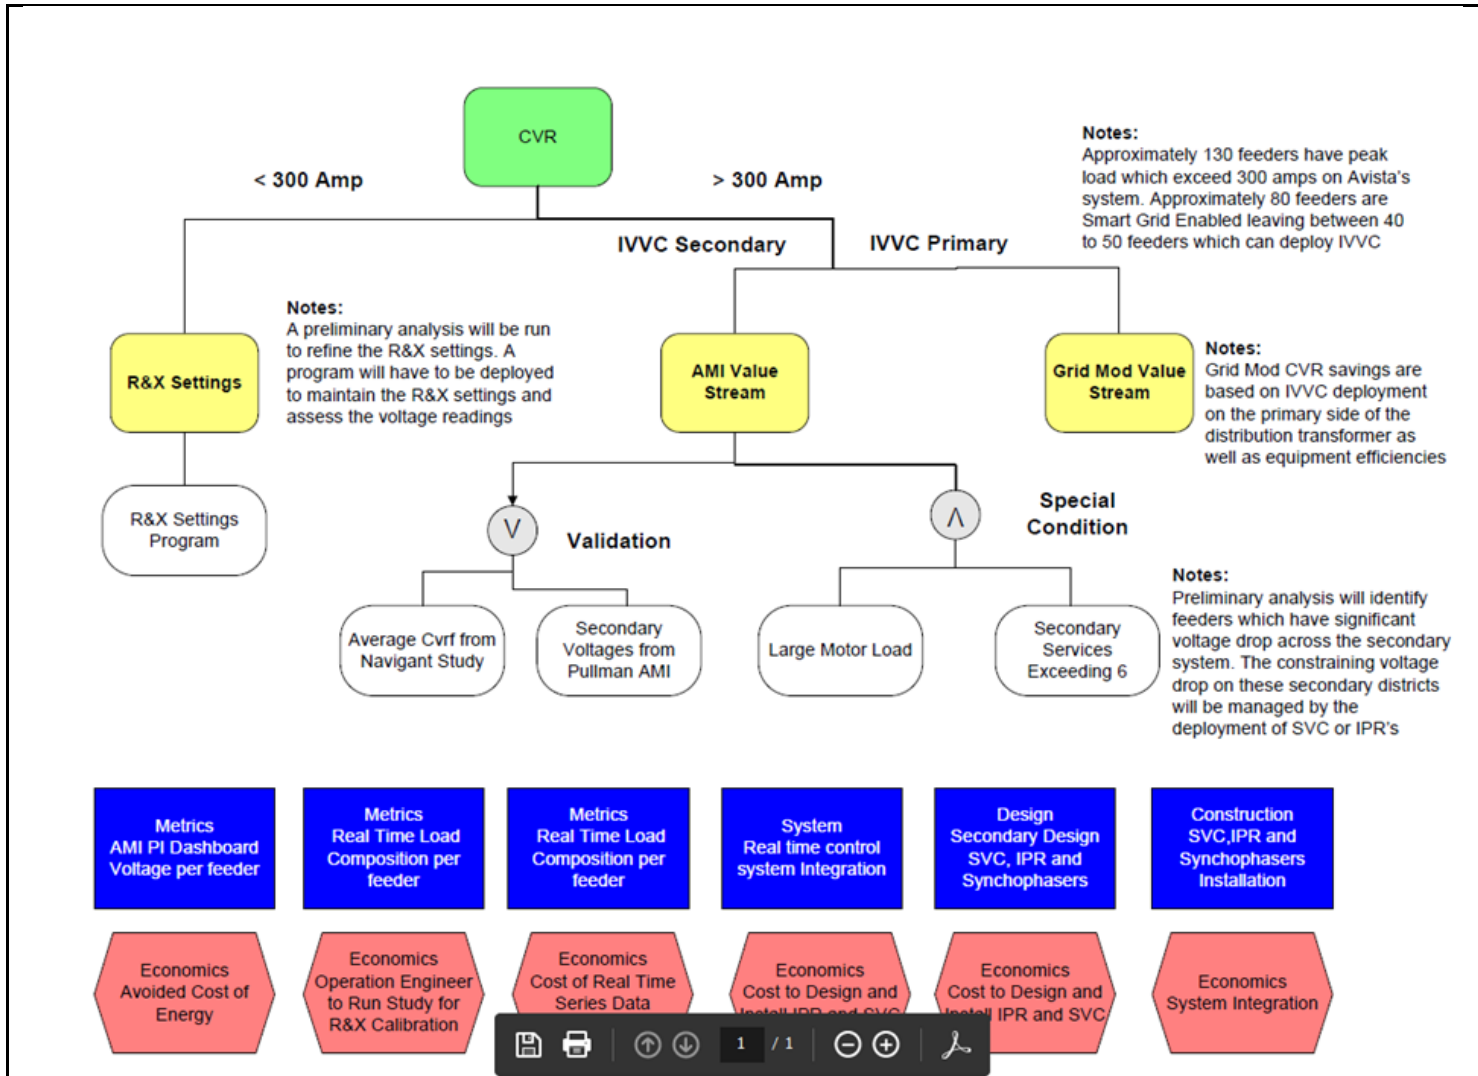 CVR
< 300 Amp
> 300 Amp
Notes:
Approximately 130 feeders have peak
load which exceed 300 amps on Avista's
system. Approximately 80 feeders are
Smart Grid Enabled leaving between 40
to 50 feeders which can deploy IVVC
IVVC Secondary
IVVC Primary
Notes:
A preliminary analysis will be run
to refine the R&X settings. A
program will have to be deployed
to maintain the R&X settings and
assess the voltage readings
R&X Settings
AMI Value
Stream
Grid Mod Value
Stream
Notes:
Grid Mod CVR savings are
based on IVVC deployment
on the primary side of the
distribution transformer as
well as equipment efficiencies
R&X Settings
Program
V
Validation
Λ
Special
Condition
Average Cvrf from
Navigant Study
Secondary
Voltages from
Pullman AMI
Large Motor Load
Secondary
Services
Exceeding 6
Notes:
Preliminary analysis will identify
feeders which have significant
voltage drop across the secondary
system. The constraining voltage
drop on these secondary districts
will be managed by the
deployment of SVC or IPR's
Metrics
AMI PI Dashboard
Voltage per feeder
Metrics
Real Time Load
Composition per
feeder
Metrics
Real Time Load
Composition per
feeder
System
Real time control
system Integration
Design
Secondary Design
SVC, IPR and
Synchophasers
Construction
SVC,IPR and
Synchophasers
Installation
Economics
Avoided Cost of
Energy
Economics
Operation Engineer
to Run Study for
R&X Calibration
Economics
Cost of Real Time
Series Data
Economics
Cost to Design and
Install IPR and SVC
Economics
Cost to Design and
Install IPR and SVC
Economics
System Integration
1 / 1